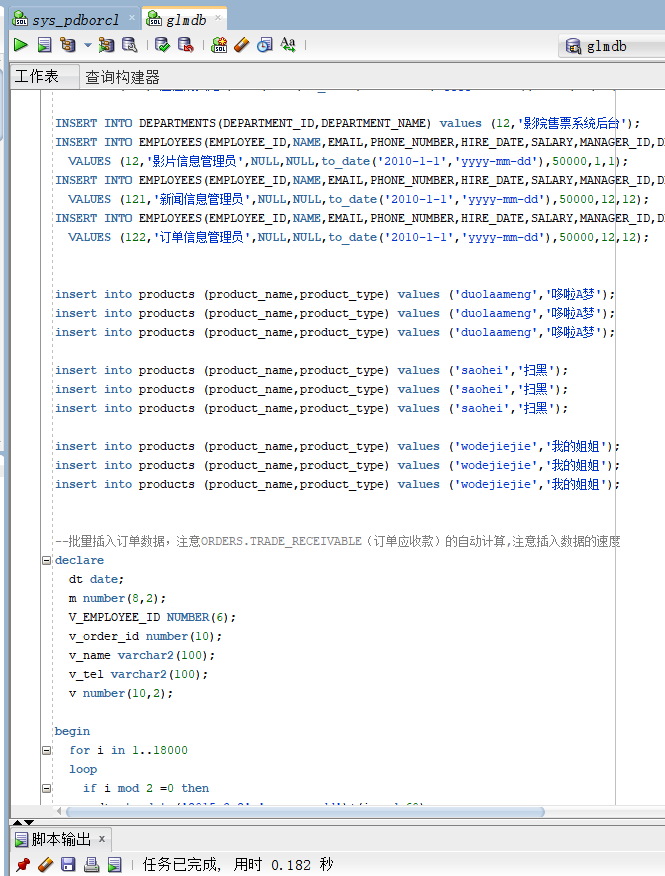 sys_pdborcl
glmdb
glmdb
工作表
查询构建器
INSERT INTO DEPARTMENTS(DEPARTMENT_ID,DEPARTMENT_NAME) values (12,'影院售票系统后台');
INSERT INTO EMPLOYEES(EMPLOYEE_ID,NAME,EMAIL,PHONE_NUMBER,HIRE_DATE,SALARY,MANAGER_ID,DE
VALUES (12,'影片信息管理员',NULL,NULL,to_date('2010-1-1','yyyy-mm-dd'),50000,1,1);
INSERT INTO EMPLOYEES(EMPLOYEE_ID,NAME,EMAIL,PHONE_NUMBER,HIRE_DATE,SALARY,MANAGER_ID,DE
VALUES (121,'新闻信息管理员',NULL,NULL,to_date('2010-1-1','yyyy-mm-dd'),50000,12,12);
INSERT INTO EMPLOYEES(EMPLOYEE_ID,NAME,EMAIL,PHONE_NUMBER,HIRE_DATE,SALARY,MANAGER_ID,DE
VALUES (122,'订单信息管理员',NULL,NULL,to_date('2010-1-1','yyyy-mm-dd'),50000,12,12);
insert into products (product_name,product_type) values ('duolaameng','哆啦A梦');
insert into products (product_name,product_type) values ('duolaameng','哆啦A梦');
insert into products (product_name,product_type) values ('duolaameng','哆啦A梦');
insert into products (product_name,product_type) values ('saohei','扫黑');
insert into products (product_name,product_type) values ('saohei','扫黑');
insert into products (product_name,product_type) values ('saohei','扫黑');
insert into products (product_name,product_type) values ('wodejiejie','我的姐姐');
insert into products (product_name,product_type) values ('wodejiejie','我的姐姐');
insert into products (product_name,product_type) values ('wodejiejie','我的姐姐');
--批量插入订单数据，注意ORDERS.TRADE_RECEIVABLE（订单应收款）的自动计算,注意插入数据的速度
declare
dt date;
m number(8,2);
V_EMPLOYEE_ID NUMBER(6);
v_order_id number(10);
v_name varchar2(100);
v_tel varchar2(100);
v number(10,2);
begin
for i in 1..18000
loop
if i mod 2 =0 then
脚本输出
任务已完成, 用时 0.182 秒